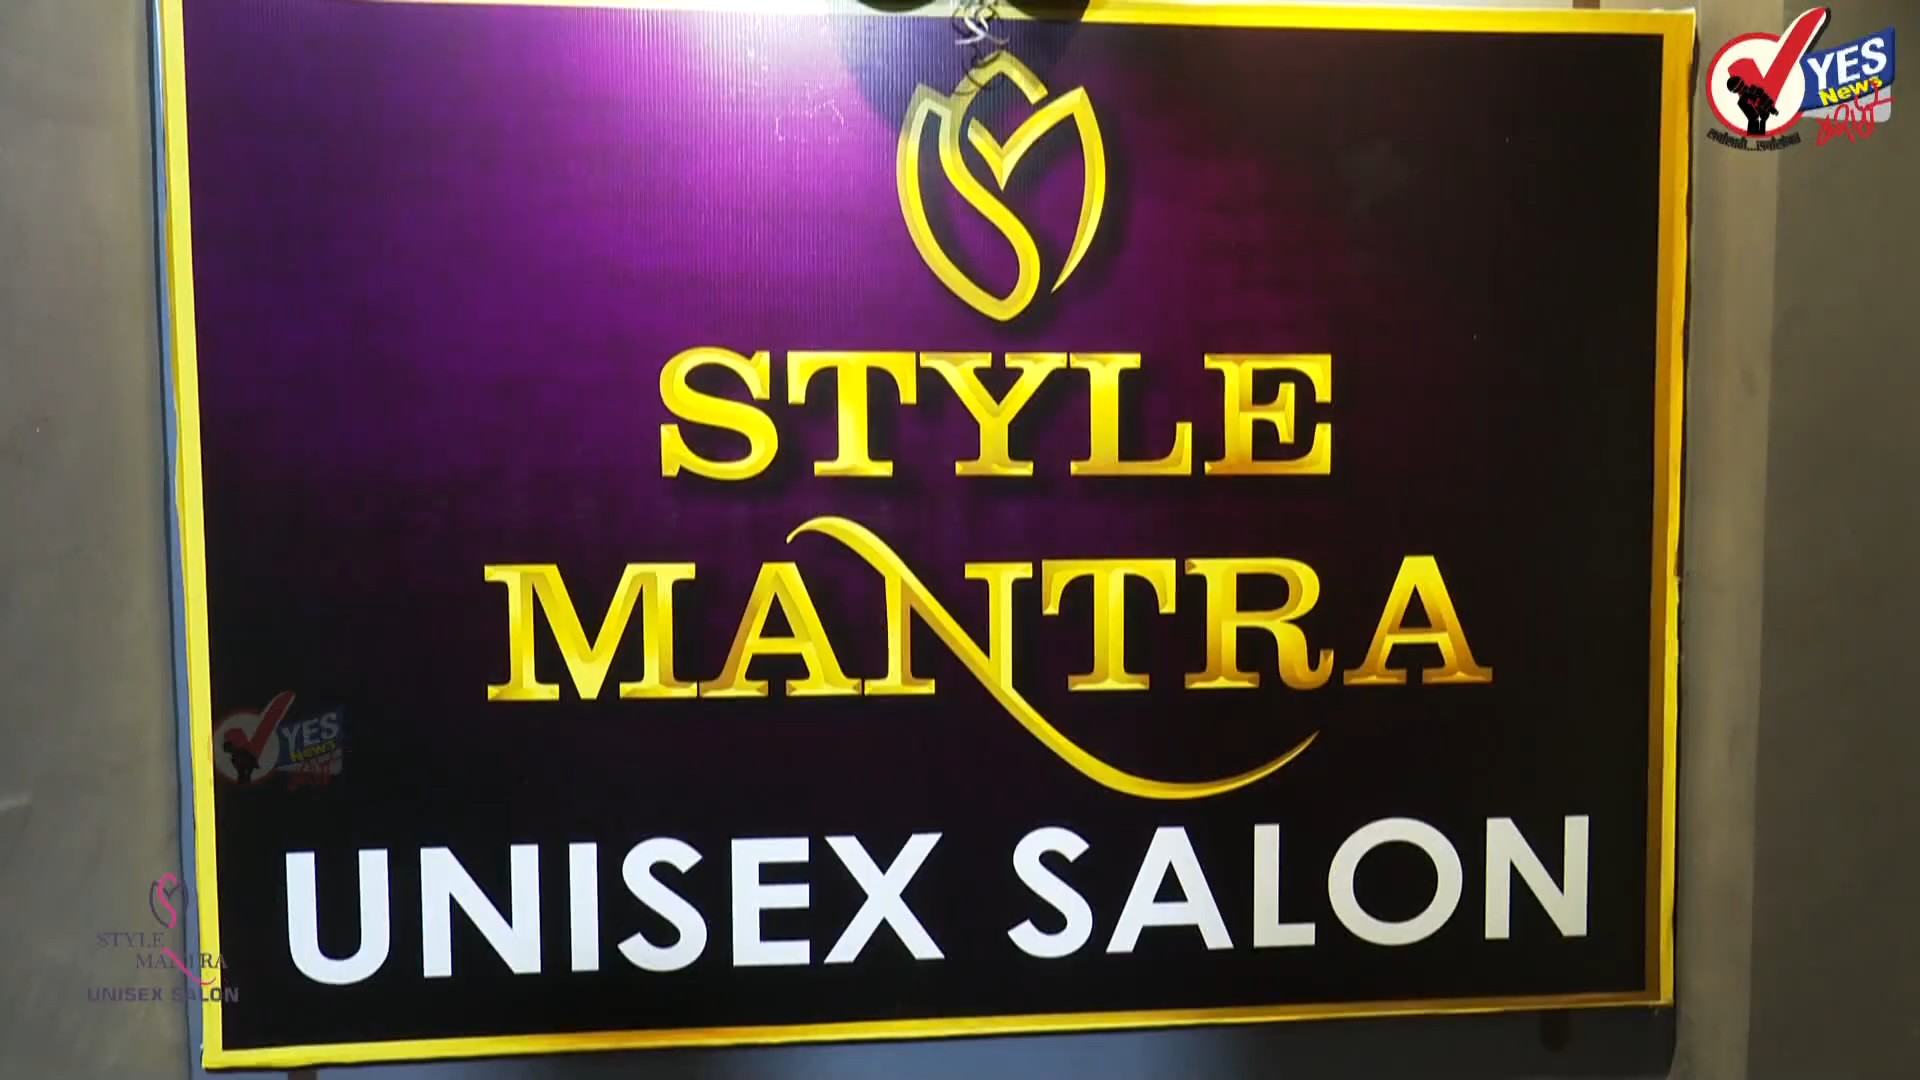 YES
News
STYLE
MANTRA
YES
News
UNISEX SALON
STYLE
MANTRA
UNISEX SALON